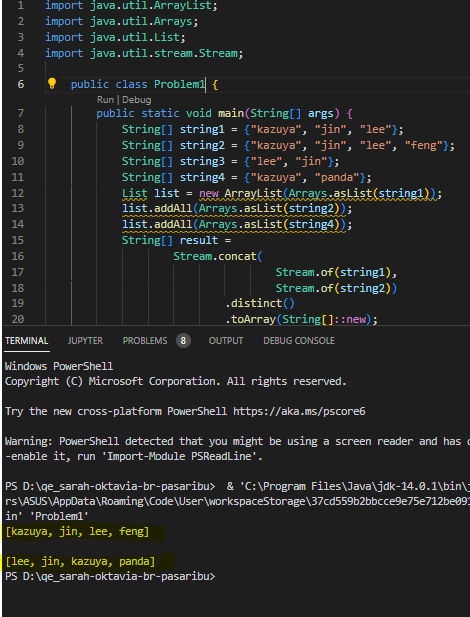 1 import java.util.ArrayList;
2 import java.util.Arrays;
3 import java.util.List;
4 import java.util.stream.Stream;
5
6 public class Problem1 {
Run | Debug
7 public static void main(String[] args) {
8 String[] string1 = {"kazuya", "jin", "lee"};
9 String[] string2 = {"kazuya", "jin", "lee", "feng"};
10 String[] string3 = {"lee", "jin"};
11 String[] string4 = {"kazuya", "panda"};
12 List list = new ArrayList(Arrays.asList(string1));
13 list.addAll(Arrays.asList(string2));
14 list.addAll(Arrays.asList(string4));
15 String[] result =
16 Stream.concat(
17 Stream.of(string1),
18 Stream.of(string2))
19 .distinct()
20 .toArray(String[]::new);
TERMINAL JUPYTER PROBLEMS 8 OUTPUT DEBUG CONSOLE
Windows PowerShell
Copyright (C) Microsoft Corporation. All rights reserved.
Try the new cross-platform PowerShell https://aka.ms/pscore6
Warning: PowerShell detected that you might be using a screen reader and has
-enable it, run 'Import-Module PSReadLine'.
PS D:\qe_sarah-oktavia-br-pasaribu> & 'C:\Program Files\Java\jdk-14.0.1\bin\j
rs\ASUS\AppData\Roaming\Code\User\workspaceStorage\37cd559b2bbcce9e75e712be091
in' 'Problem1'
[kazuya, jin, lee, feng]
[lee, jin, kazuya, panda]
PS D:\qe_sarah-oktavia-br-pasaribu>